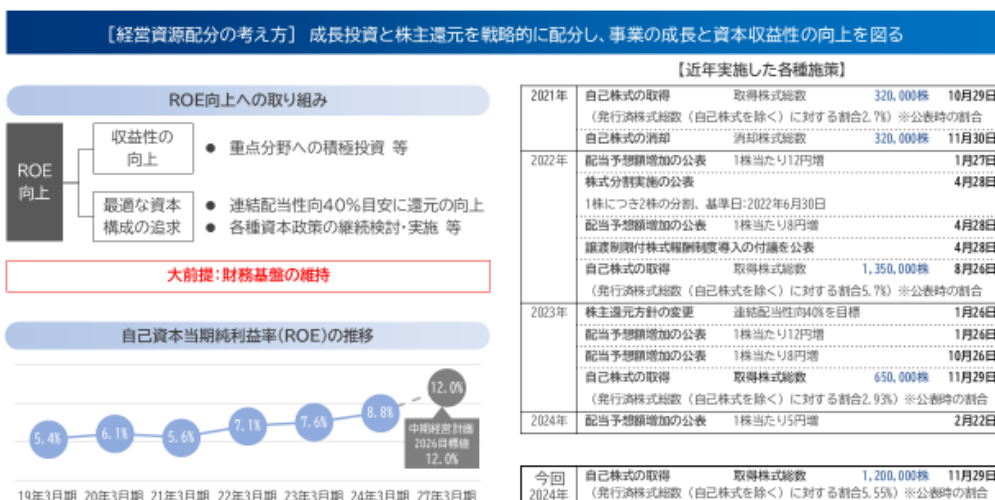 ［経営資源配分の考え方］ 成長投資と株主還元を戦略的に配分し、事業の成長と資本収益性の向上を図る
ROE向上への取り組み
ROE
向上
収益性の
向上
● 重点分野への積極投資 等
最適な資本
構成の追求
● 連結配当性向40%目安に還元の向上
● 各種資本政策の継続検討・実施 等
大前提：財務基盤の維持
自己資本当期純利益率(ROE)の推移
5.4% 6.1% 5.6% 7.1% 7.6% 8.8% 12.0%
中期経営計画
2026目標値
12.0%
19年3月期 20年3月期 21年3月期 22年3月期 23年3月期 24年3月期 27年3月期
【近年実施した各種施策】
2021年 自己株式の取得 取得株式総数 320,000株 10月29日
（発行済株式総数（自己株式を除く）に対する割合2.7%）※公表時の割合
自己株式の消却 消却株式総数 320,000株 11月30日
2022年 配当予想額増加の公表 1株当たり12円増 1月27日
株式分割実施の公表 4月28日
1株につき2株の分割、基準日：2022年6月30日
配当予想額増加の公表 1株当たり8円増 4月28日
譲渡制限付株式報酬制度導入の付議を公表 4月28日
自己株式の取得 取得株式総数 1,350,000株 8月26日
（発行済株式総数（自己株式を除く）に対する割合5.7%）※公表時の割合
2023年 株主還元方針の変更 連結配当性向40%を目標 1月26日
配当予想額増加の公表 1株当たり12円増 1月26日
配当予想額増加の公表 1株当たり8円増 10月26日
自己株式の取得 取得株式総数 650,000株 11月29日
（発行済株式総数（自己株式を除く）に対する割合2.93%）※公表時の割合
2024年 配当予想額増加の公表 1株当たり5円増 2月22日
今回
2024年
自己株式の取得 取得株式総数 1,200,000株 11月29日
（発行済株式総数（自己株式を除く）に対する割合5.55%）※公表時の割合